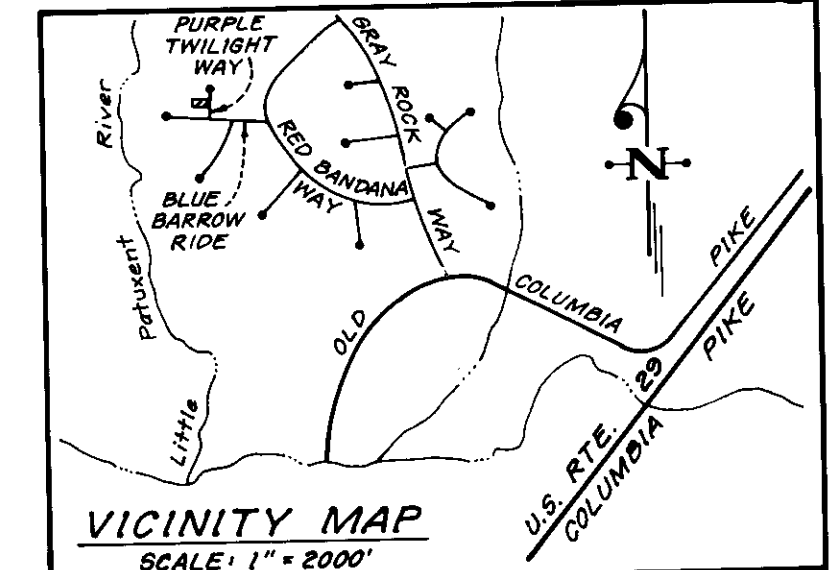 PURPLE
TWILIGHT
WAY
GRAY ROCK WAY
RED BANDANA WAY
BLUE
BARROW
RIDE
Little Patuxent River
N
OLD COLUMBIA PIKE
U.S. RTE. 29
COLUMBIA PIKE
VICINITY MAP
SCALE: 1" = 2000'